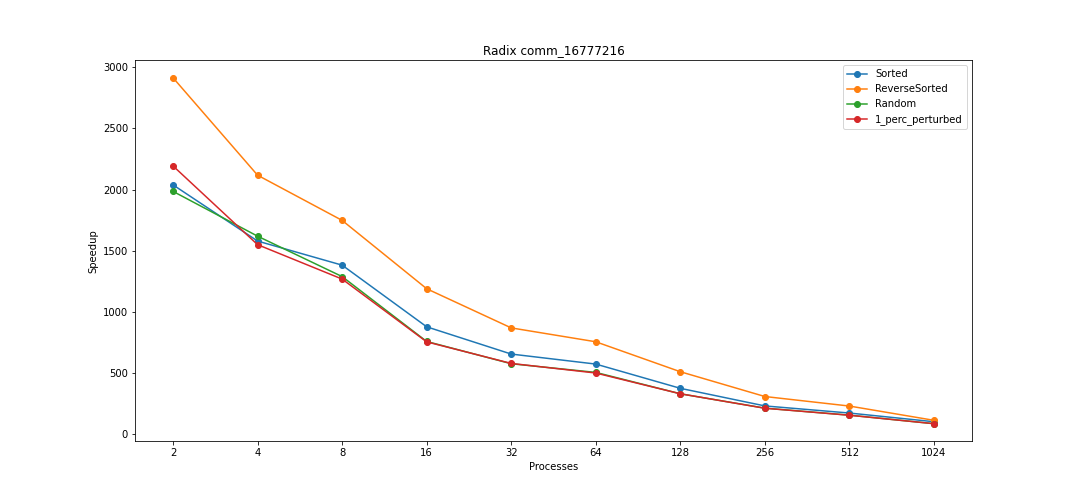 Radix comm_16777216
Sorted
ReverseSorted
Random
1_perc_perturbed
Speedup
3000
2500
2000
1500
1000
500
0
2 4 8 16 32 64 128 256 512 1024
Processes